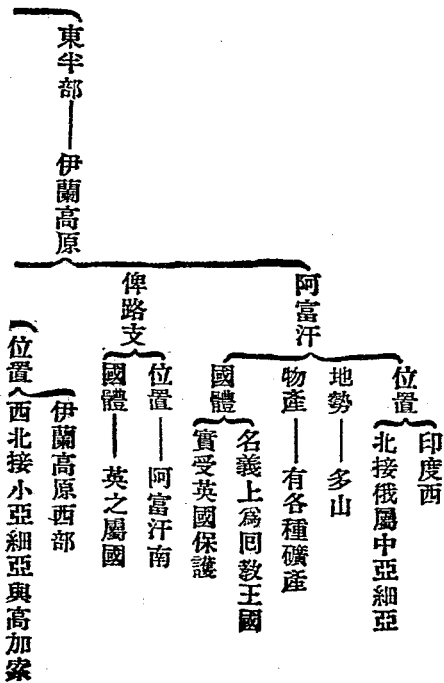 東半部——伊蘭高原
阿富汗
位置
印度西
北接俄屬中亞細亞
地勢——多山
物產——有各種礦產
國體
名義上爲回敎王國
實受英國保護
俾路支
位置——阿富汗南
國體——英之屬國
位置
伊蘭高原西部
西北接小亞細亞與高加索